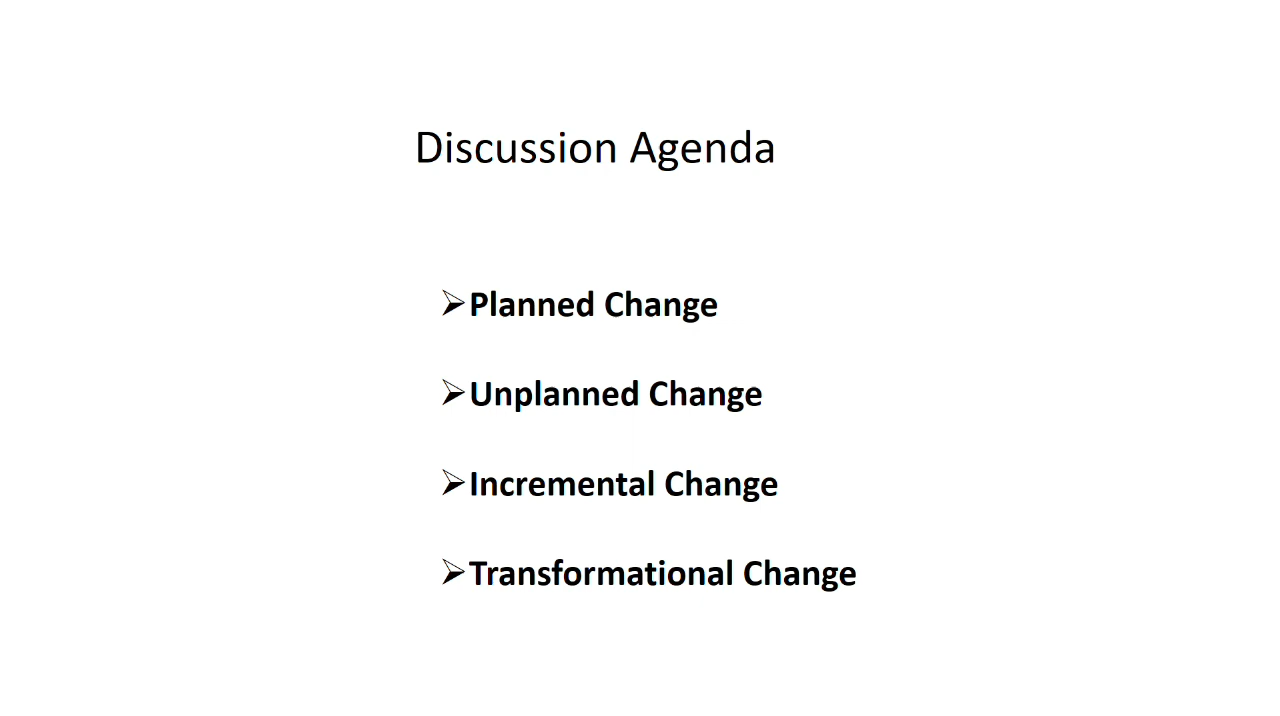 Discussion Agenda
➢Planned Change
➢Unplanned Change
➢Incremental Change
➢Transformational Change